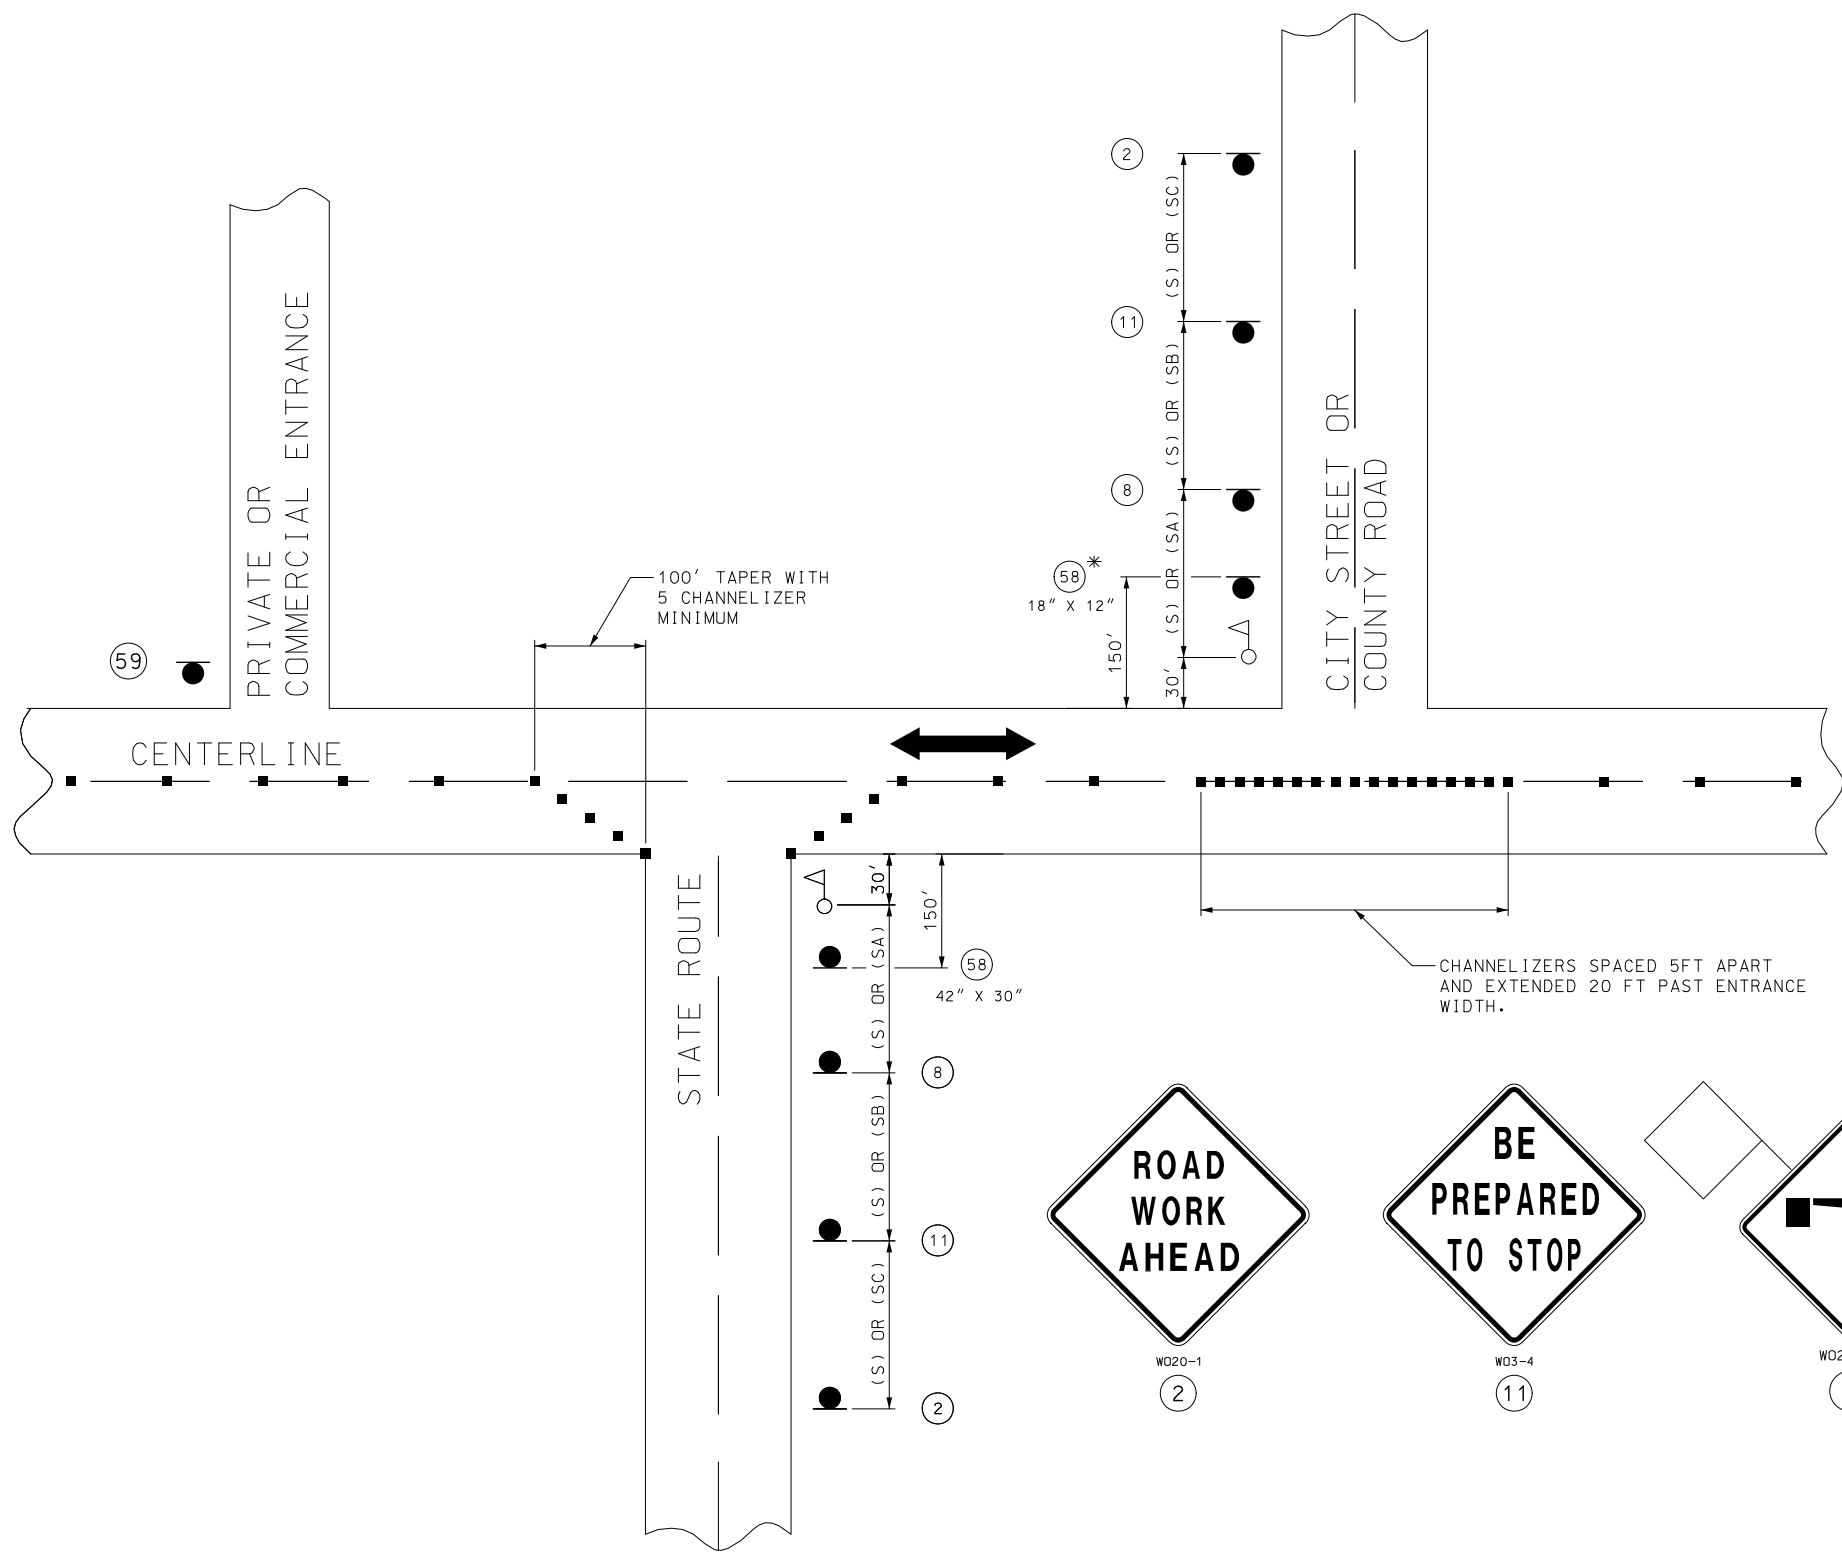 2
(S) OR (SC)
11
(S) OR (SB)
8
(S) OR (SA)
58*
18" X 12"
150'
30'
CITY STREET OR
COUNTY ROAD
PRIVATE OR
COMMERCIAL ENTRANCE
100' TAPER WITH
5 CHANNELIZER
MINIMUM
59
CENTERLINE
STATE ROUTE
30'
150'
58
42" X 30"
(S) OR (SA)
8
(S) OR (SB)
11
(S) OR (SC)
2
CHANNELIZERS SPACED 5FT APART
AND EXTENDED 20 FT PAST ENTRANCE
WIDTH.
ROAD
WORK
AHEAD
WO20-1
2
BE
PREPARED
TO STOP
WO3-4
11